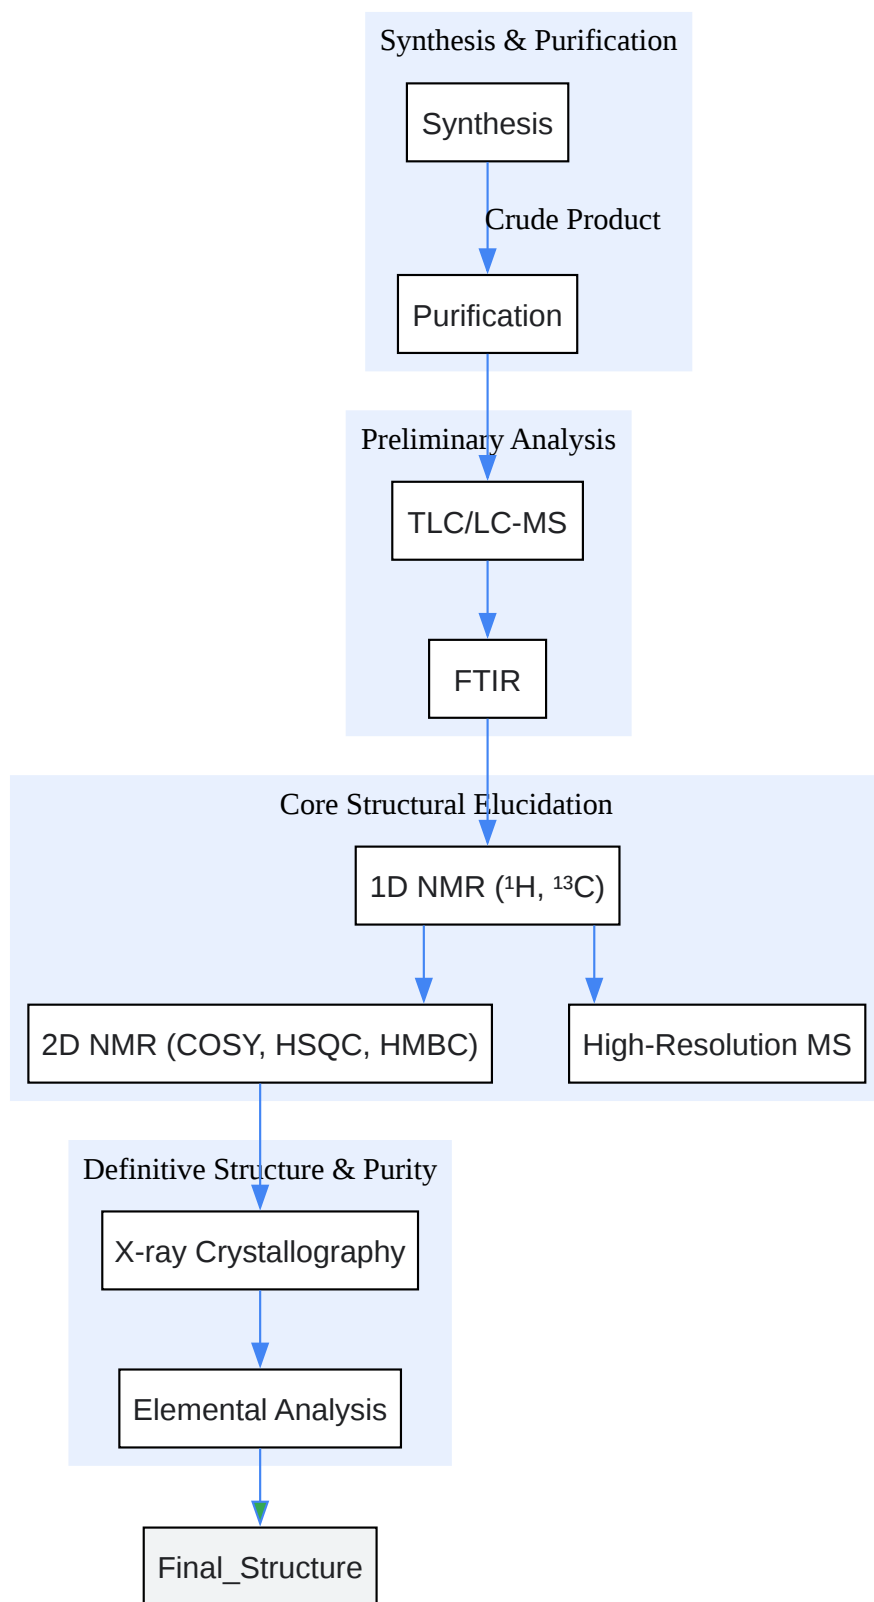 Synthesis & Purification
Synthesis
Crude Product
Purification
Preliminary Analysis
TLC/LC-MS
FTIR
Core Structural Elucidation
1D NMR (¹H, ¹³C)
2D NMR (COSY, HSQC, HMBC)
High-Resolution MS
Definitive Structure & Purity
X-ray Crystallography
Elemental Analysis
Final_Structure